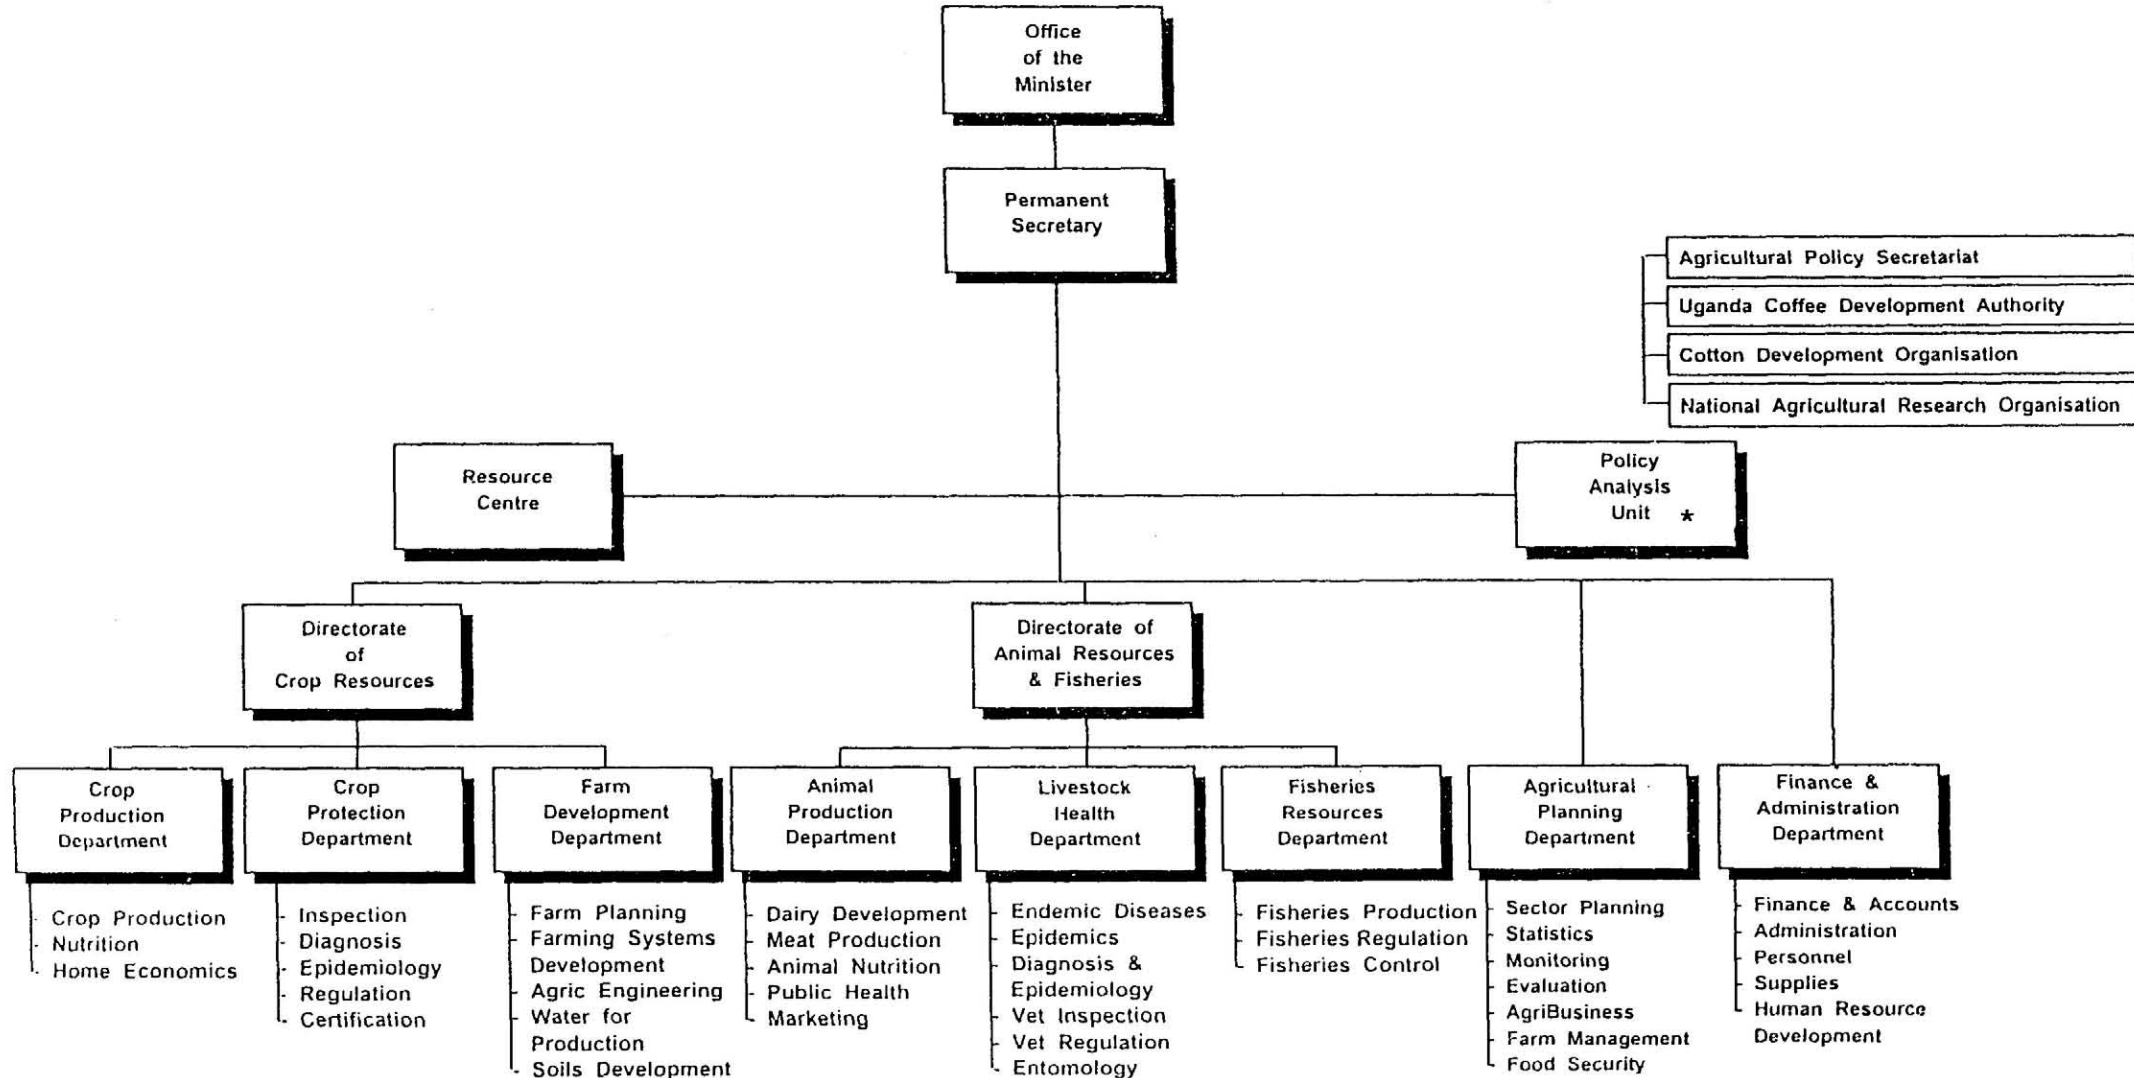 Office
of the
Minister
Permanent
Secretary
Agricultural Policy Secretariat
Uganda Coffee Development Authority
Cotton Development Organisation
National Agricultural Research Organisation
Resource
Centre
Policy
Analysis
Unit *
Directorate
of
Crop Resources
Directorate of
Animal Resources
& Fisheries
Crop
Production
Department
- Crop Production
- Nutrition
- Home Economics
Crop
Protection
Department
- Inspection
- Diagnosis
- Epidemiology
- Regulation
- Certification
Farm
Development
Department
- Farm Planning
- Farming Systems
Development
- Agric Engineering
- Water for
Production
- Soils Development
Animal
Production
Department
- Dairy Development
- Meat Production
- Animal Nutrition
- Public Health
- Marketing
Livestock
Health
Department
- Endemic Diseases
- Epidemics
- Diagnosis &
Epidemiology
- Vet Inspection
- Vet Regulation
- Entomology
Fisheries
Resources
Department
- Fisheries Production
- Fisheries Regulation
- Fisheries Control
Agricultural
Planning
Department
- Sector Planning
- Statistics
- Monitoring
- Evaluation
- AgriBusiness
- Farm Management
- Food Security
Finance &
Administration
Department
- Finance & Accounts
- Administration
- Personnel
- Supplies
- Human Resource
Development